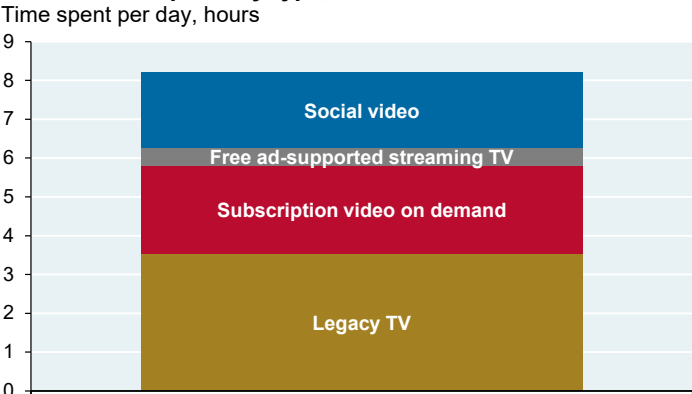 Time spent per day, hours
9
8
7
6
5
4
3
2
1
0
Social video
Free ad-supported streaming TV
Subscription video on demand
Legacy TV